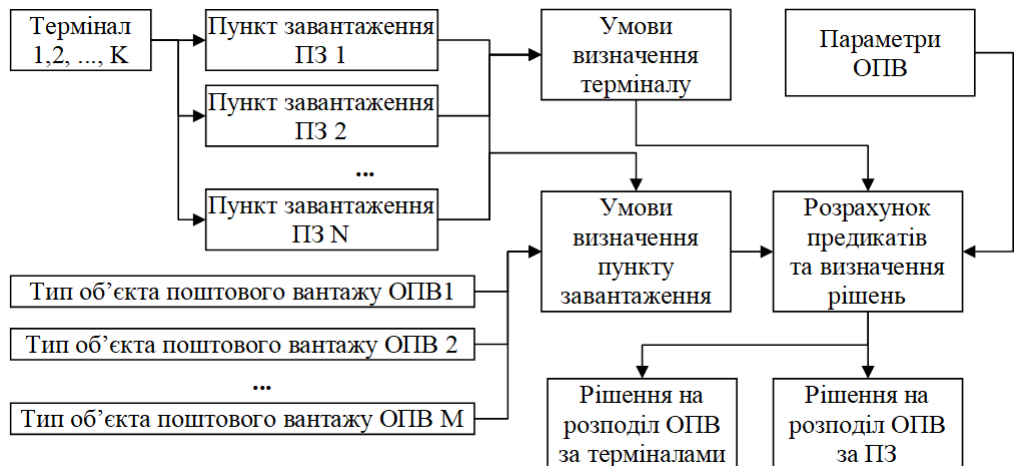 Термінал
1,2, ..., K
Пункт завантаження
ПЗ 1
Пункт завантаження
ПЗ 2
...
Пункт завантаження
ПЗ N
Умови
визначення
терміналу
Параметри
ОПВ
Умови
визначення
пункту
завантаження
Розрахунок
предикатів
та визначення
рішень
Тип об’єкта поштового вантажу ОПВ1
Тип об’єкта поштового вантажу ОПВ 2
...
Тип об’єкта поштового вантажу ОПВ М
Рішення на
розподіл ОПВ
за терміналами
Рішення на
розподіл ОПВ
за ПЗ